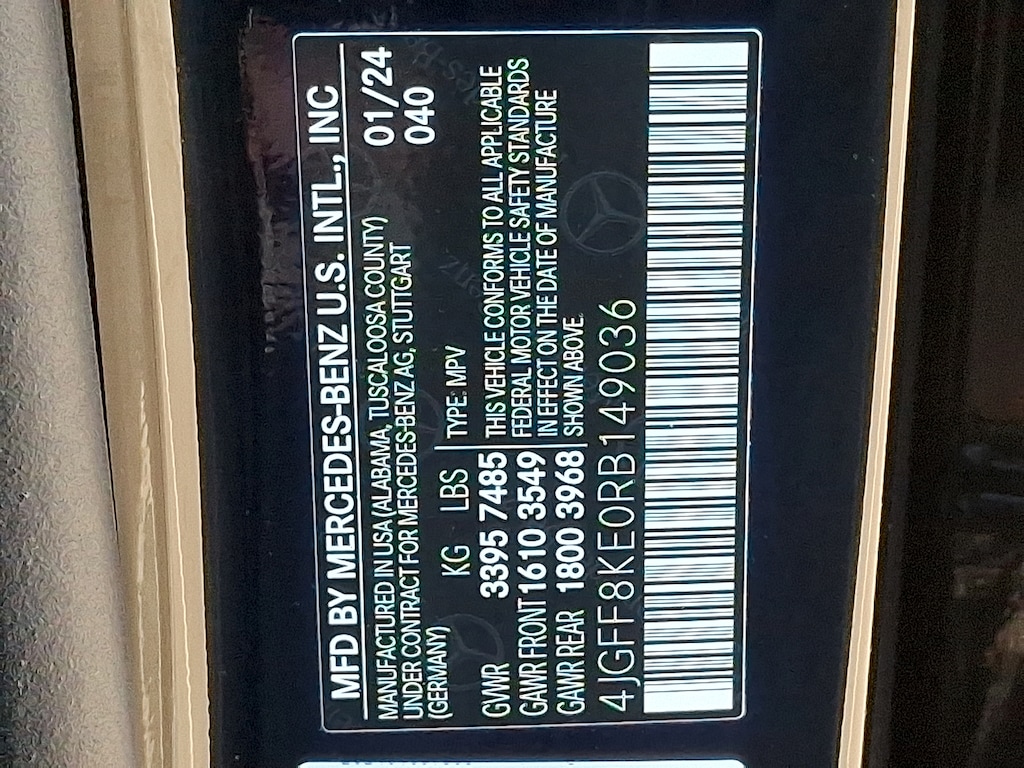 MFD BY MERCEDES-BENZ U.S. INTL., INC
MANUFACTURED IN USA (ALABAMA, TUSCALOOSA COUNTY) 01/24
UNDER CONTRACT FOR MERCEDES-BENZ AG, STUTTGART 040
(GERMANY)
KG LBS TYPE: MPV
GVWR 3395 7485 THIS VEHICLE CONFORMS TO ALL APPLICABLE
GAWR FRONT 1610 3549 FEDERAL MOTOR VEHICLE SAFETY STANDARDS
IN EFFECT ON THE DATE OF MANUFACTURE
GAWR REAR 1800 3968 SHOWN ABOVE.
4JGFF8KE0RB149036